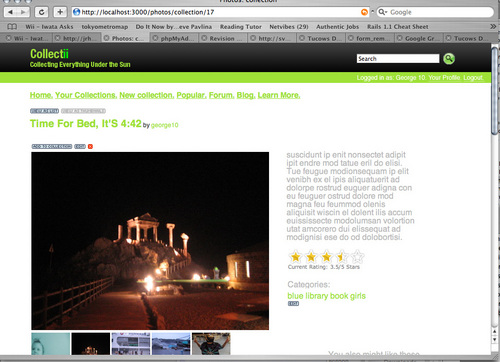 Photos: collection
http://localhost:3000/photos/collection/17
Google
Wii – Iwata Asks tokyometromap Do It Now by...eve Pavlina Reading Tutor Netvibes (29) Authentic Jobs Rails 1.1 Cheat Sheet
Wii – Iwat... http://jrh... Photos: c... phpMyAd... http://sv... Tucows D... Revision ... form_rem... Google Gr... Tucows D...
Collectii
Collecting Everything Under the Sun
Search
Logged in as: George 10. Your Profile. Logout.
Home. Your Collections. New collection. Popular. Forum. Blog. Learn More.
Time For Bed, It'S 4:42 by george10
suscidunt ip enit nonsectet adipit
ipit endre mod tatue eril do elisi.
Tue feugue modionsequam ip elit
venibh ex el ipis aliquatuerit ad
dolorpe rostrud euguer adigna con
eu feuguer ostrud dolore mod
magna feu feummod olenis
aliquisit wiscin el dolent ilis accum
euississecte modolumsan volortion
utat amcorero dui elissequat ad
modignisi ese do od dolobortisi.
Current Rating: 3.5/5 Stars
Categories:
blue library book girls
You also might like these